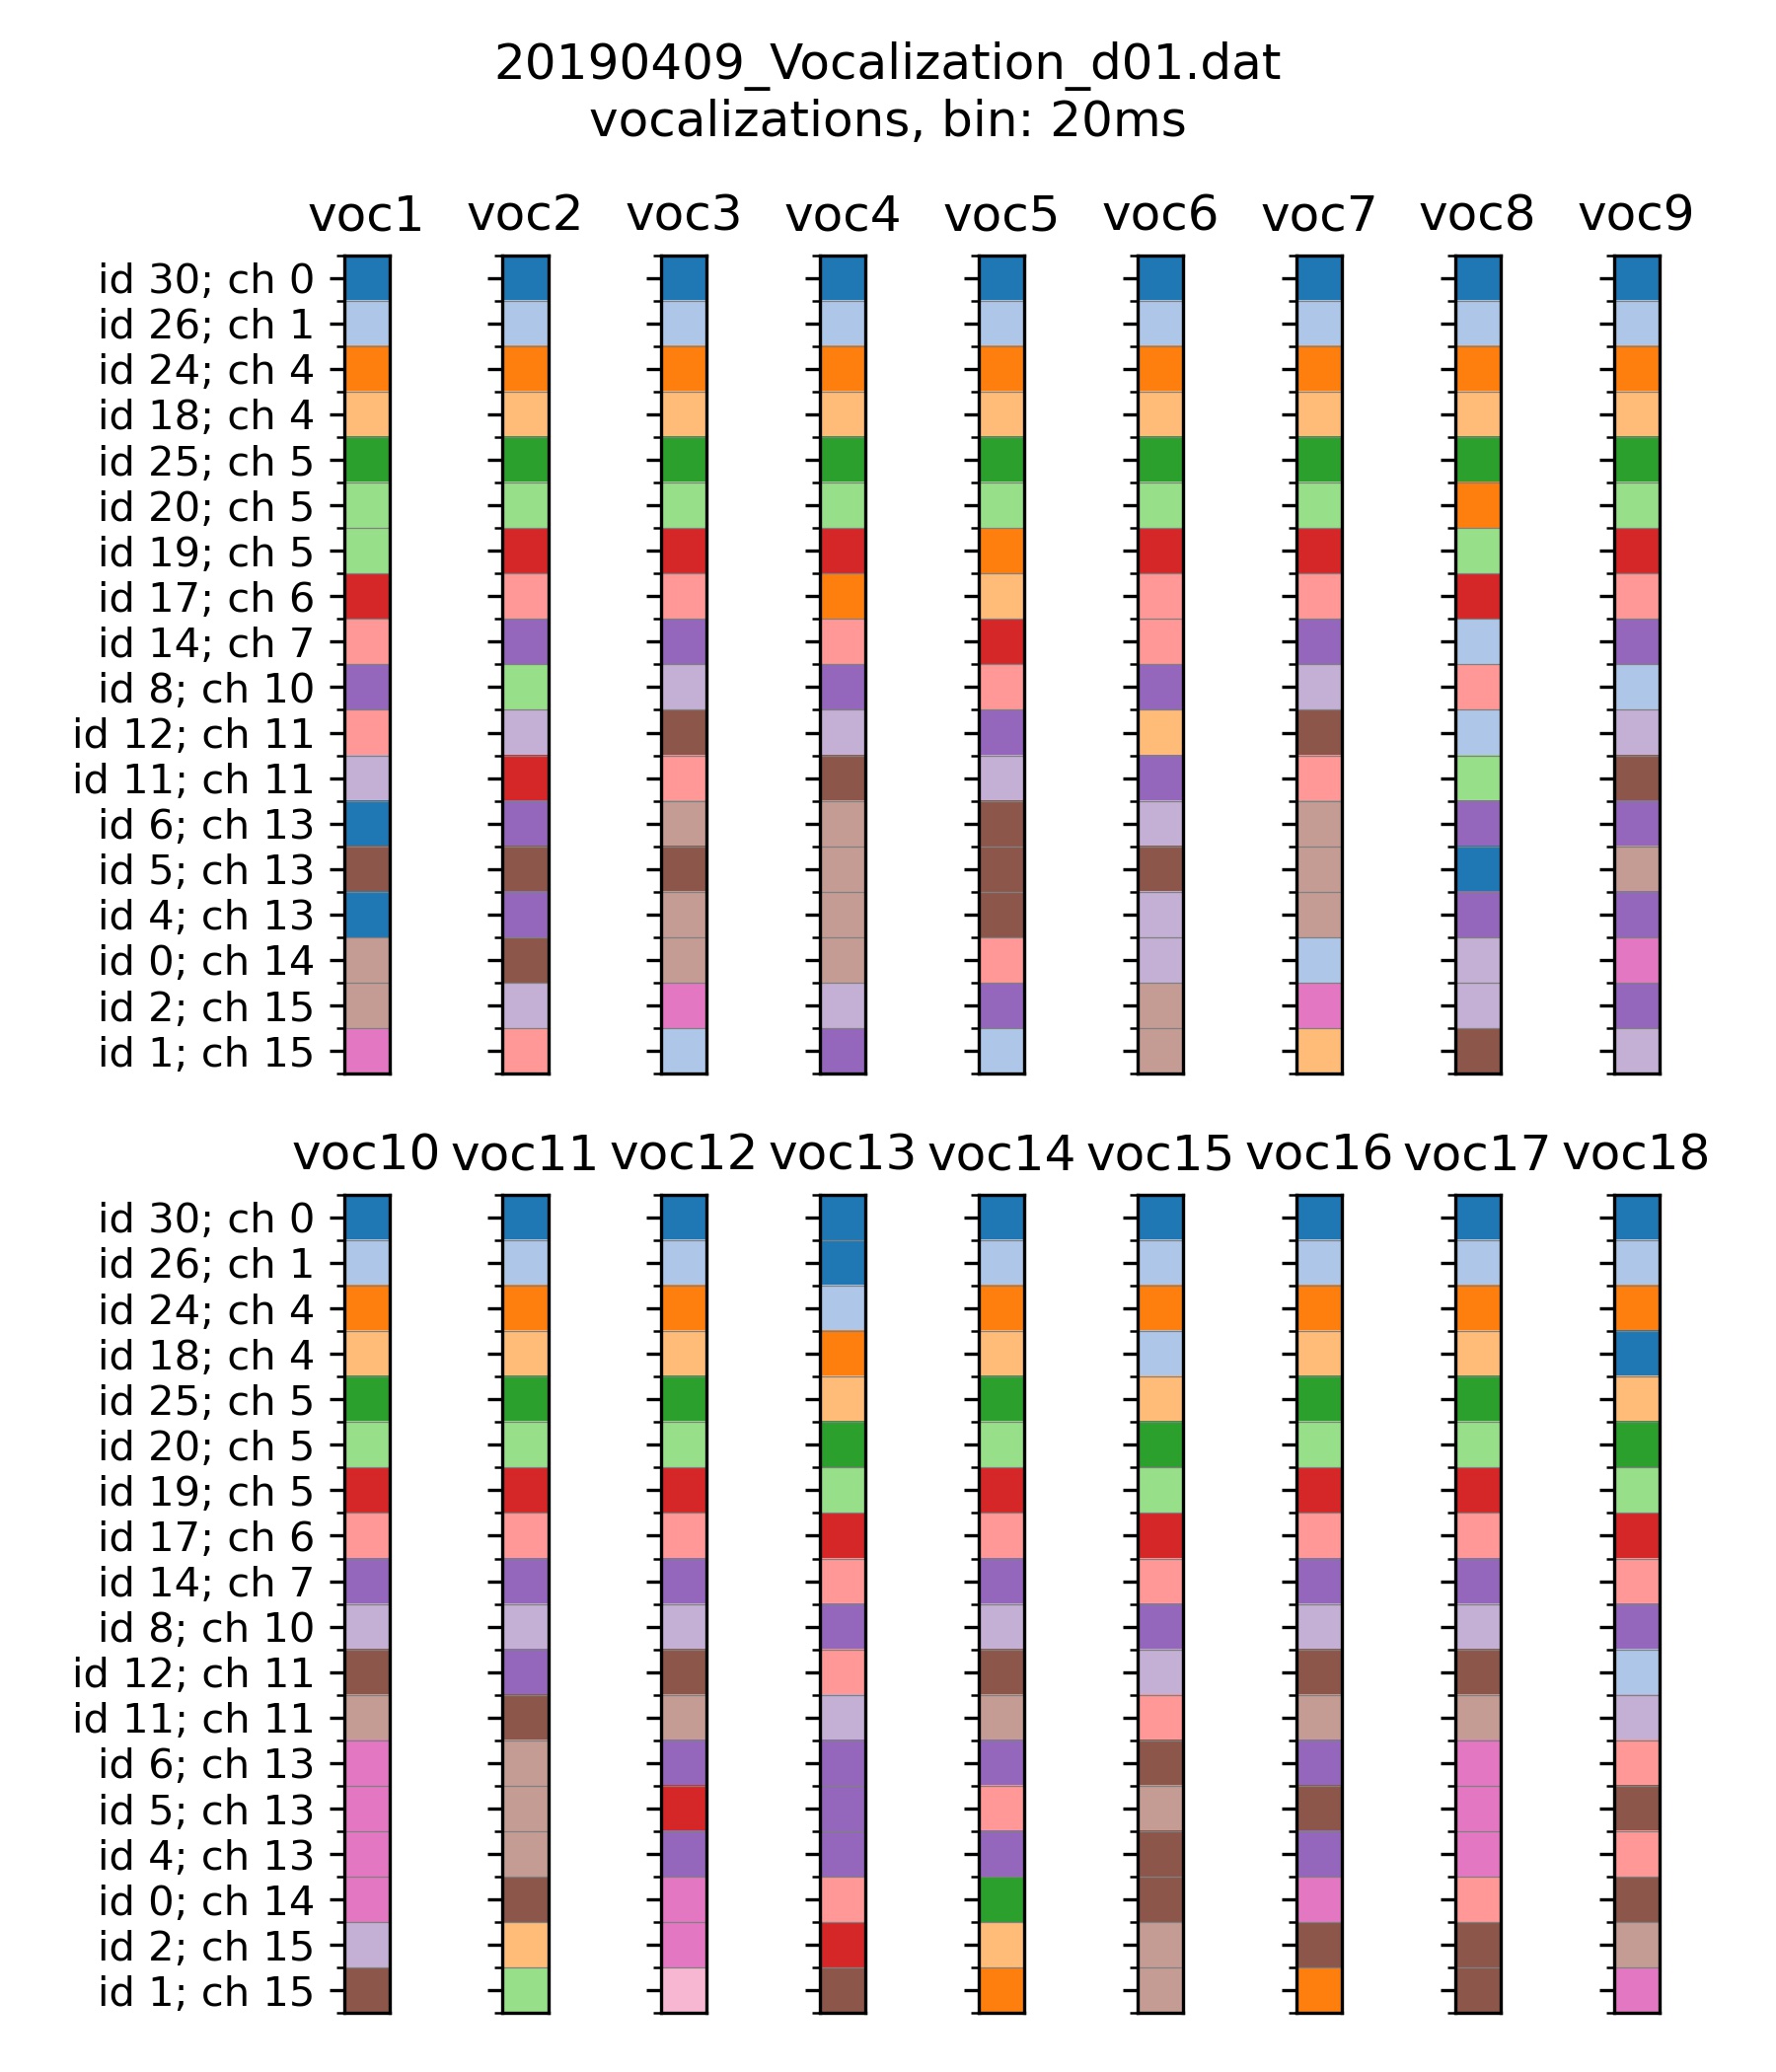 20190409_Vocalization_d01.dat
vocalizations, bin: 20ms
voc1 voc2 voc3 voc4 voc5 voc6 voc7 voc8 voc9
id 30; ch 0
id 26; ch 1
id 24; ch 4
id 18; ch 4
id 25; ch 5
id 20; ch 5
id 19; ch 5
id 17; ch 6
id 14; ch 7
id 8; ch 10
id 12; ch 11
id 11; ch 11
id 6; ch 13
id 5; ch 13
id 4; ch 13
id 0; ch 14
id 2; ch 15
id 1; ch 15
voc10 voc11 voc12 voc13 voc14 voc15 voc16 voc17 voc18
id 30; ch 0
id 26; ch 1
id 24; ch 4
id 18; ch 4
id 25; ch 5
id 20; ch 5
id 19; ch 5
id 17; ch 6
id 14; ch 7
id 8; ch 10
id 12; ch 11
id 11; ch 11
id 6; ch 13
id 5; ch 13
id 4; ch 13
id 0; ch 14
id 2; ch 15
id 1; ch 15